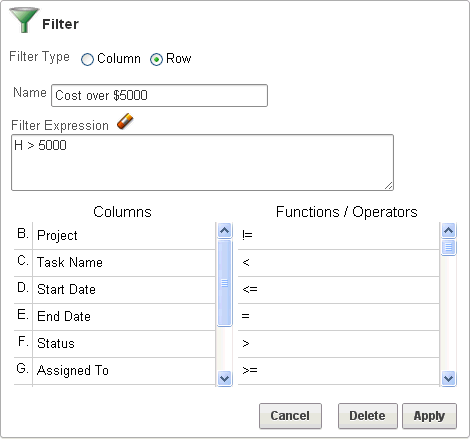 Filter
Filter Type Column Row
Name Cost over $5000
Filter Expression
H > 5000
Columns Functions / Operators
B. Project !=
C. Task Name <
D. Start Date <=
E. End Date =
F. Status >
G. Assigned To >=
Cancel Delete Apply